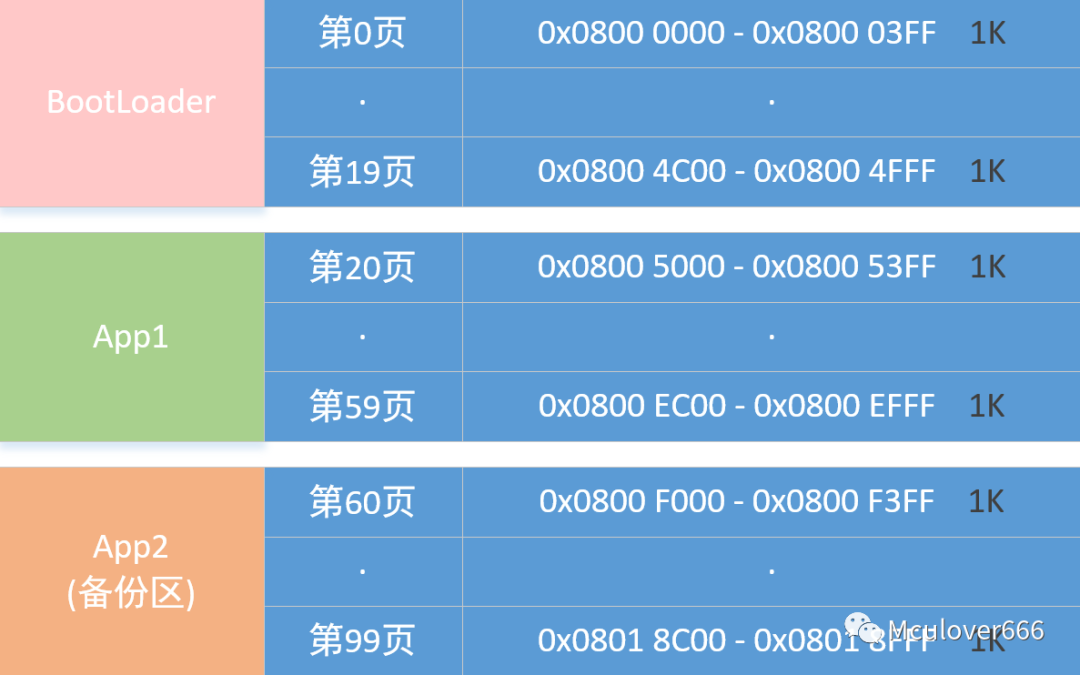 BootLoader
第0页 0x0800 0000 - 0x0800 03FF 1K
· ·
第19页 0x0800 4C00 - 0x0800 4FFF 1K
App1
第20页 0x0800 5000 - 0x0800 53FF 1K
· ·
第59页 0x0800 EC00 - 0x0800 EFFF 1K
App2
(备份区)
第60页 0x0800 F000 - 0x0800 F3FF 1K
· ·
第99页 0x0801 8C00 - 0x0801 8FFF 1K
Mculover666